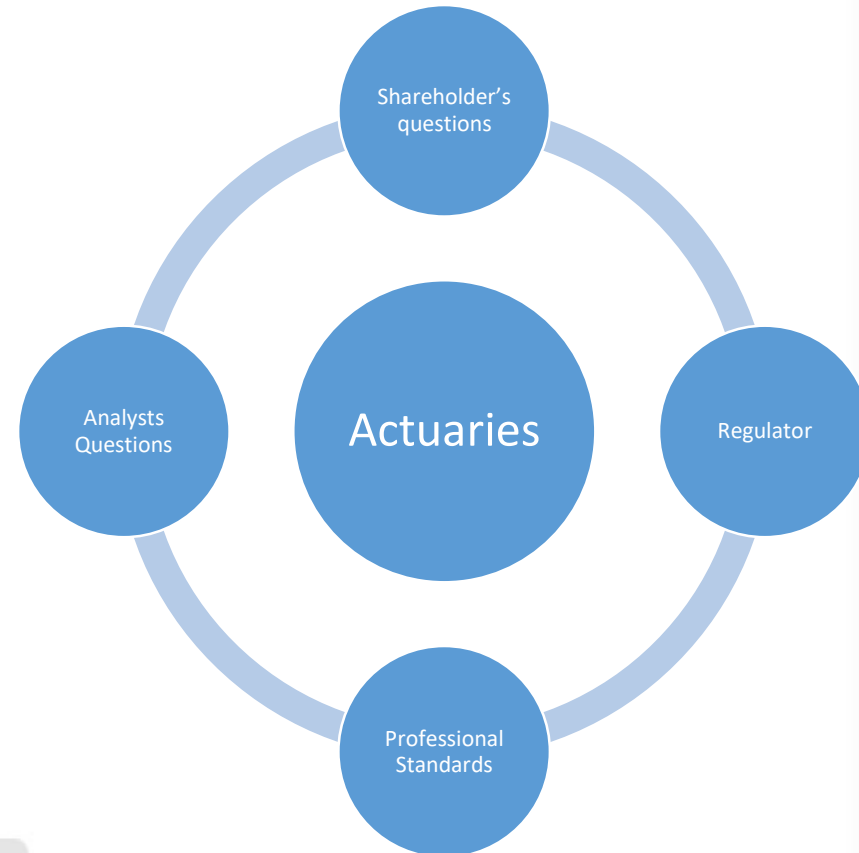 Shareholder’s
questions
Analysts
Questions
Actuaries
Regulator
Professional
Standards